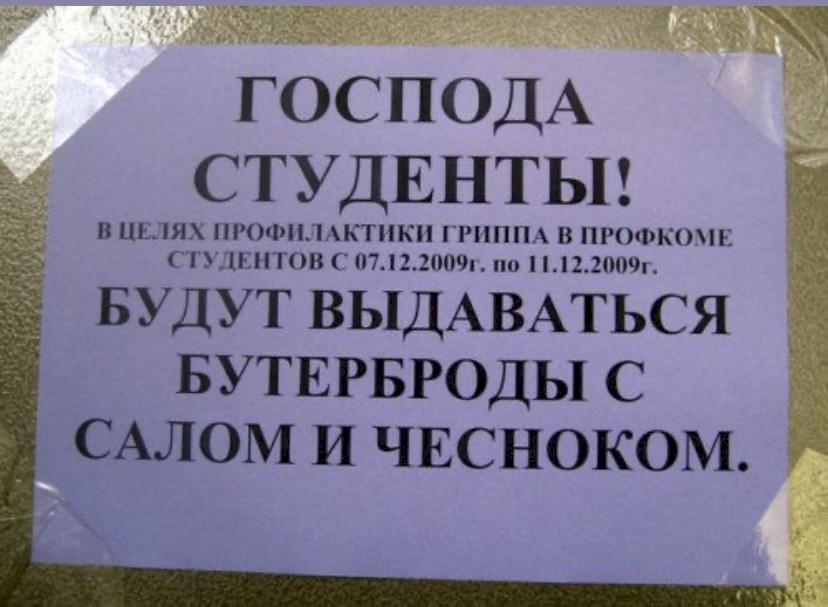 ГОСПОДА
СТУДЕНТЫ!
В ЦЕЛЯХ ПРОФИЛАКТИКИ ГРИППА В ПРОФКОМЕ
СТУДЕНТОВ С 07.12.2009г. по 11.12.2009г.
БУДУТ ВЫДАВАТЬСЯ
БУТЕРБРОДЫ С
САЛОМ И ЧЕСНОКОМ.